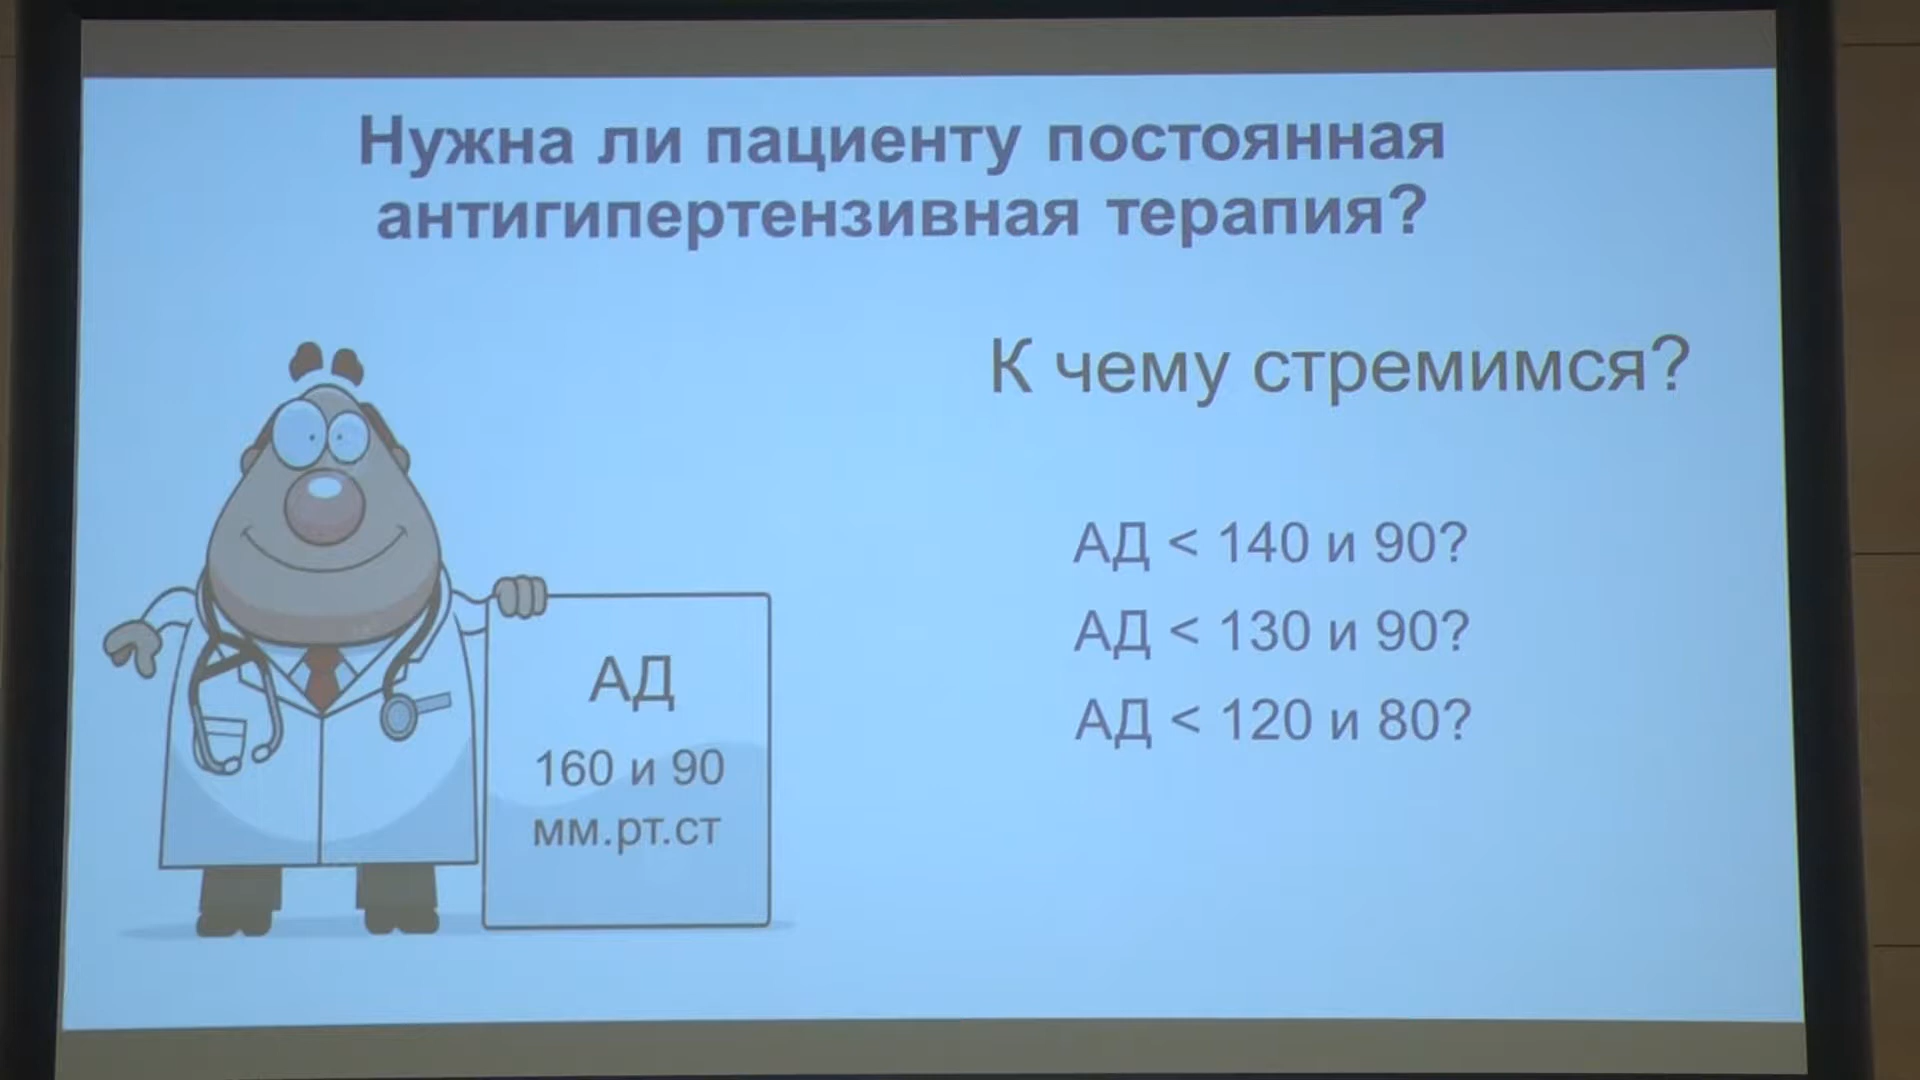 Нужна ли пациенту постоянная
антигипертензивная терапия?
К чему стремимся?
АД < 140 и 90?
АД < 130 и 90?
АД < 120 и 80?
АД
160 и 90
мм.рт.ст